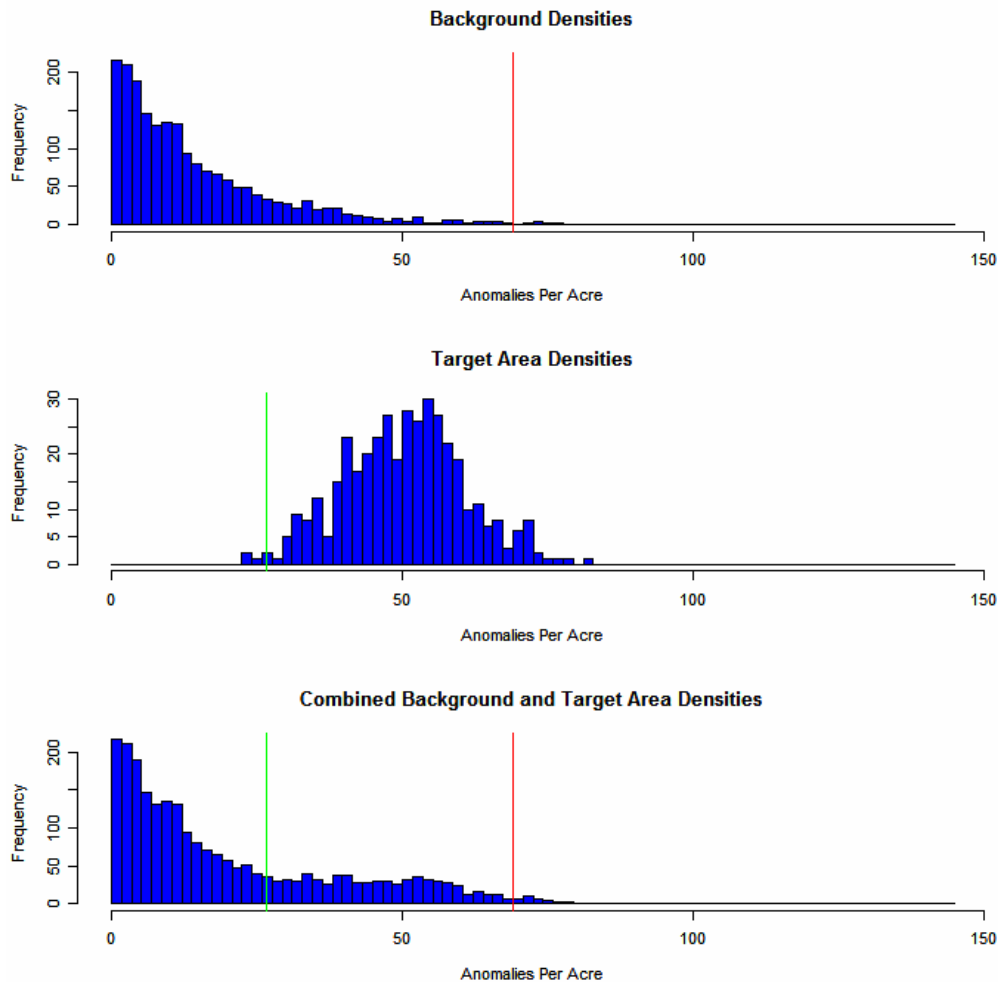 Background Densities
200
100
50
0
Frequency
0 50 100 150
Anomalies Per Acre
Target Area Densities
30
20
10
5
0
Frequency
0 50 100 150
Anomalies Per Acre
Combined Background and Target Area Densities
200
100
50
0
Frequency
0 50 100 150
Anomalies Per Acre